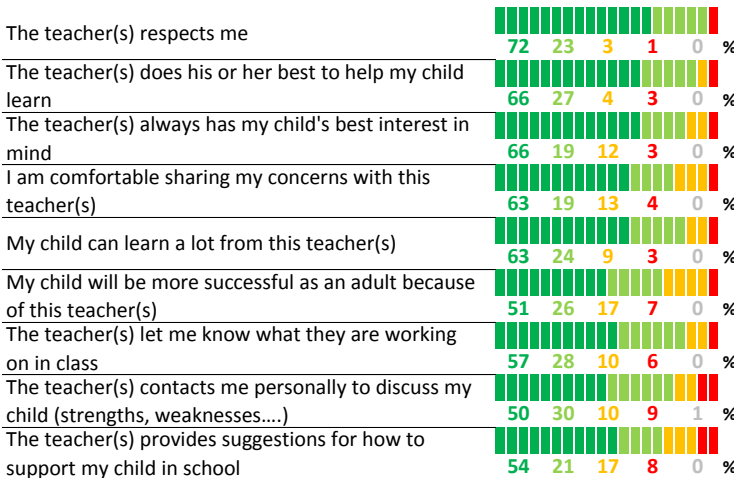 The teacher(s) respects me
72 23 3 1 0 %
The teacher(s) does his or her best to help my child
learn
66 27 4 3 0 %
The teacher(s) always has my child's best interest in
mind
66 19 12 3 0 %
I am comfortable sharing my concerns with this
teacher(s)
63 19 13 4 0 %
My child can learn a lot from this teacher(s)
63 24 9 3 0 %
My child will be more successful as an adult because
of this teacher(s)
51 26 17 7 0 %
The teacher(s) let me know what they are working
on in class
57 28 10 6 0 %
The teacher(s) contacts me personally to discuss my
child (strengths, weaknesses....)
50 30 10 9 1 %
The teacher(s) provides suggestions for how to
support my child in school
54 21 17 8 0 %